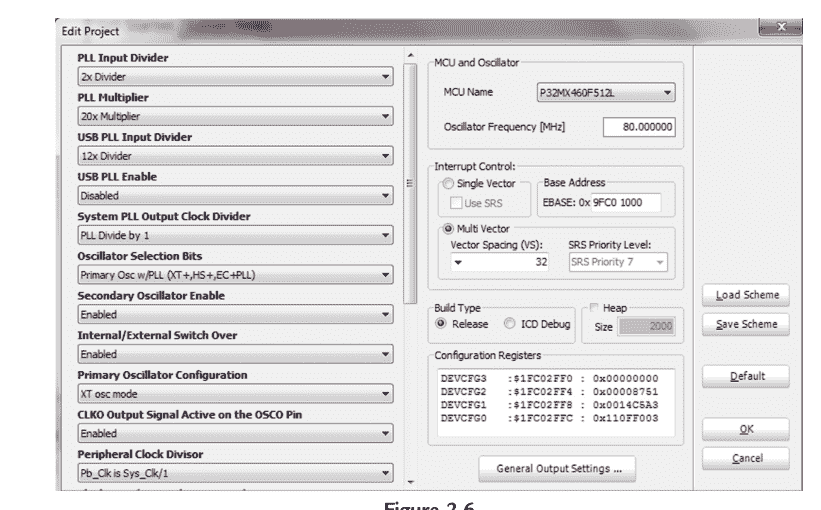 Edit Project
PLL Input Divider
2x Divider
PLL Multiplier
20x Multiplier
USB PLL Input Divider
12x Divider
USB PLL Enable
Disabled
System PLL Output Clock Divider
PLL Divide by 1
Oscillator Selection Bits
Primary Osc w/PLL (XT+,HS+,EC+PLL)
Secondary Oscillator Enable
Enabled
Internal/External Switch Over
Enabled
Primary Oscillator Configuration
XT osc mode
CLKO Output Signal Active on the OSCO Pin
Enabled
Peripheral Clock Divisor
Pb_Clk is Sys_Clk/1
MCU and Oscillator
MCU Name P32MX460F512L
Oscillator Frequency [MHz] 80.000000
Interrupt Control:
Single Vector
Use SRS
Base Address
EBASE: 0x 9FC0 1000
Multi Vector
Vector Spacing (VS): SRS Priority Level:
32 SRS Priority 7
Build Type
Release ICD Debug
Heap
Size 2000
Configuration Registers
DEVCFG3 :$1FC02FF0 : 0x00000000
DEVCFG2 :$1FC02FF4 : 0x00008751
DEVCFG1 :$1FC02FF8 : 0x0014C5A3
DEVCFG0 :$1FC02FFC : 0x110FF003
General Output Settings ...
Load Scheme
Save Scheme
Default
OK
Cancel
Figure 2.6